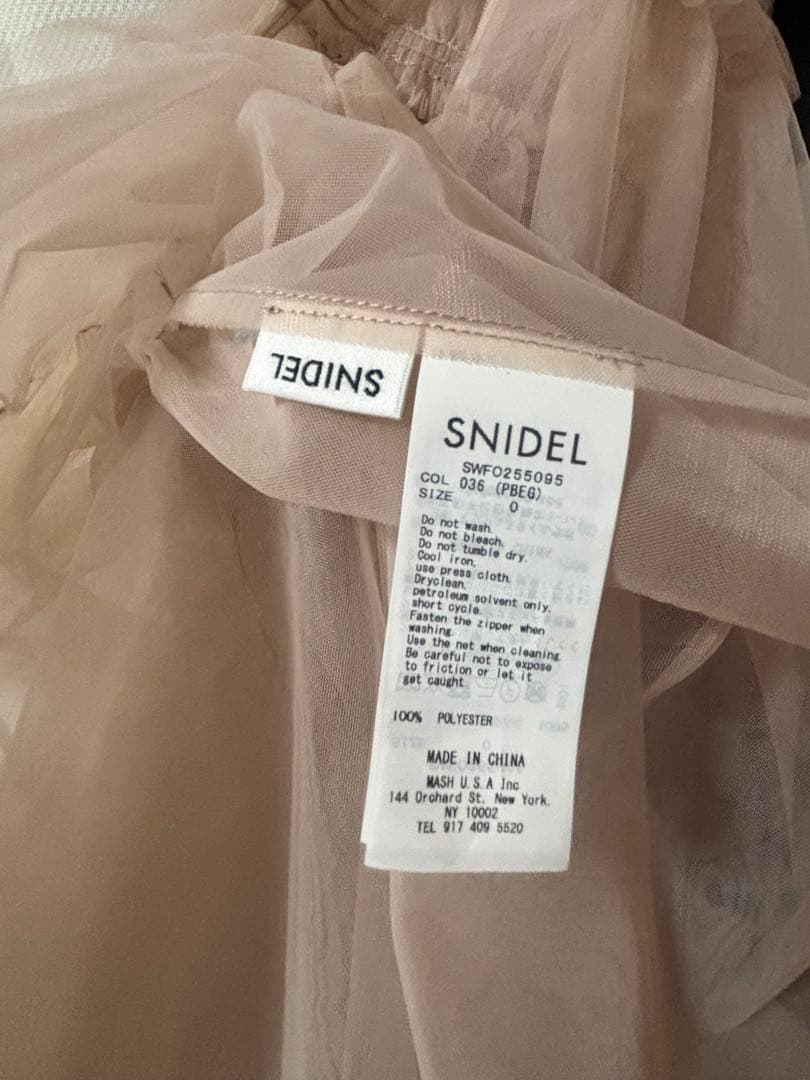 SNIDEL
SNIDEL
SWFO255095
COL 036 (PBEG)
SIZE 0
Do not wash.
Do not bleach.
Do not tumble dry.
Cool iron,
use press cloth.
Dryclean,
petroleum solvent only,
short cycle.
Fasten the zipper when
washing.
Use the net when cleaning.
Be careful not to expose
to friction or let it
get caught.
100% POLYESTER
MADE IN CHINA
MASH U.S.A Inc
144 Orchard St. New York.
NY 10002
TEL 917 409 5520